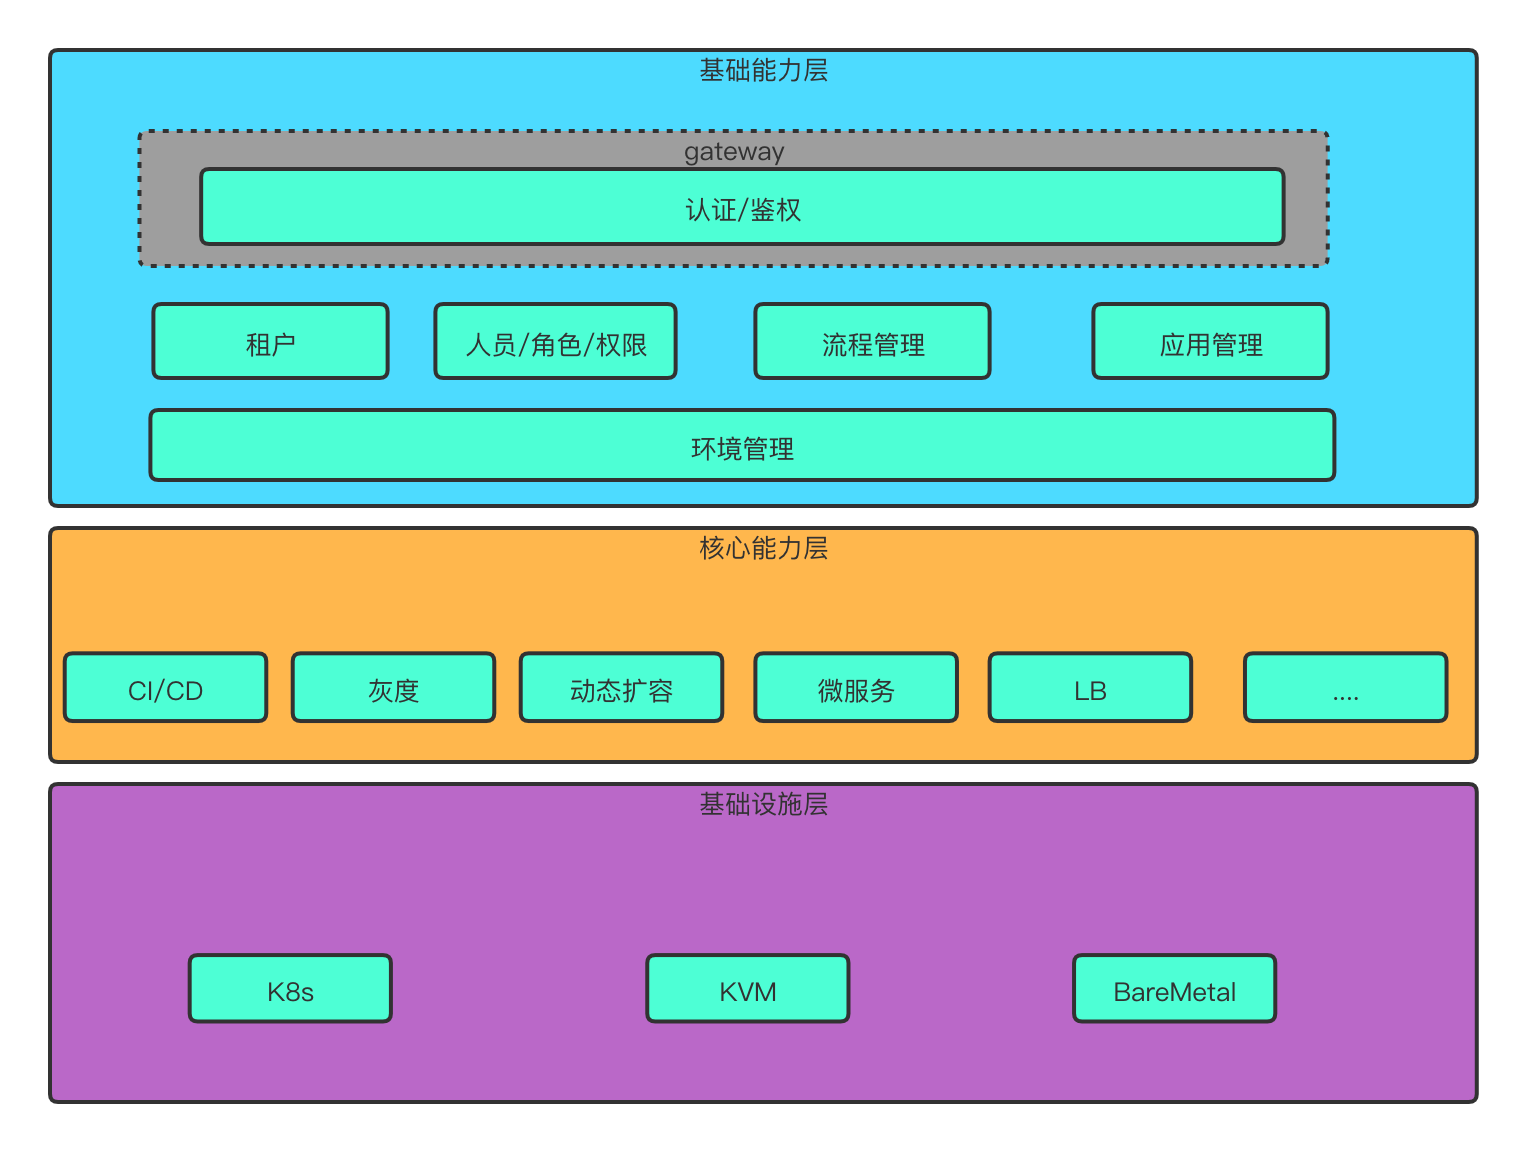 基础能力层
gateway
认证/鉴权
租户
人员/角色/权限
流程管理
应用管理
环境管理
核心能力层
CI/CD
灰度
动态扩容
微服务
LB
....
基础设施层
K8s
KVM
BareMetal